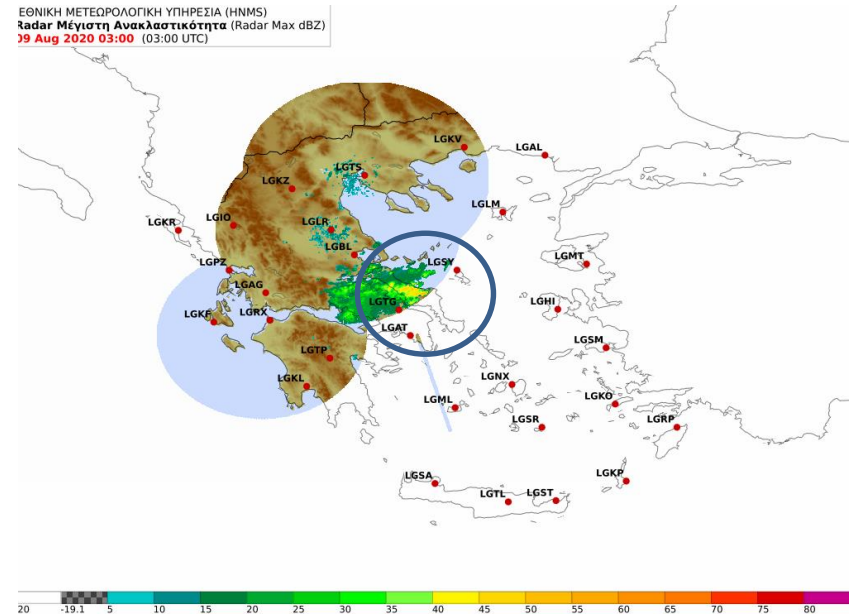 ΕΘΝΙΚΗ ΜΕΤΕΩΡΟΛΟΓΙΚΗ ΥΠΗΡΕΣΙΑ (HNMS)
Radar Μέγιστη Ανακλαστικότητα (Radar Max dBZ)
09 Aug 2020 03:00 (03:00 UTC)
LGKV
LGAL
LGTS
LGKZ
LGLM
LGIO
LGKR
LGLR
LGBL
LGMT
LGSY
LGPZ
LGAG
LGHI
LGTG
LGKF
LGRX
LGAT
LGSM
LGTP
LGNX
LGKL
LGKO
LGML
LGSR
LGRP
LGSA
LGKP
LGTL
LGST
20 -19.1 5 10 15 20 25 30 35 40 45 50 55 60 65 70 75 80